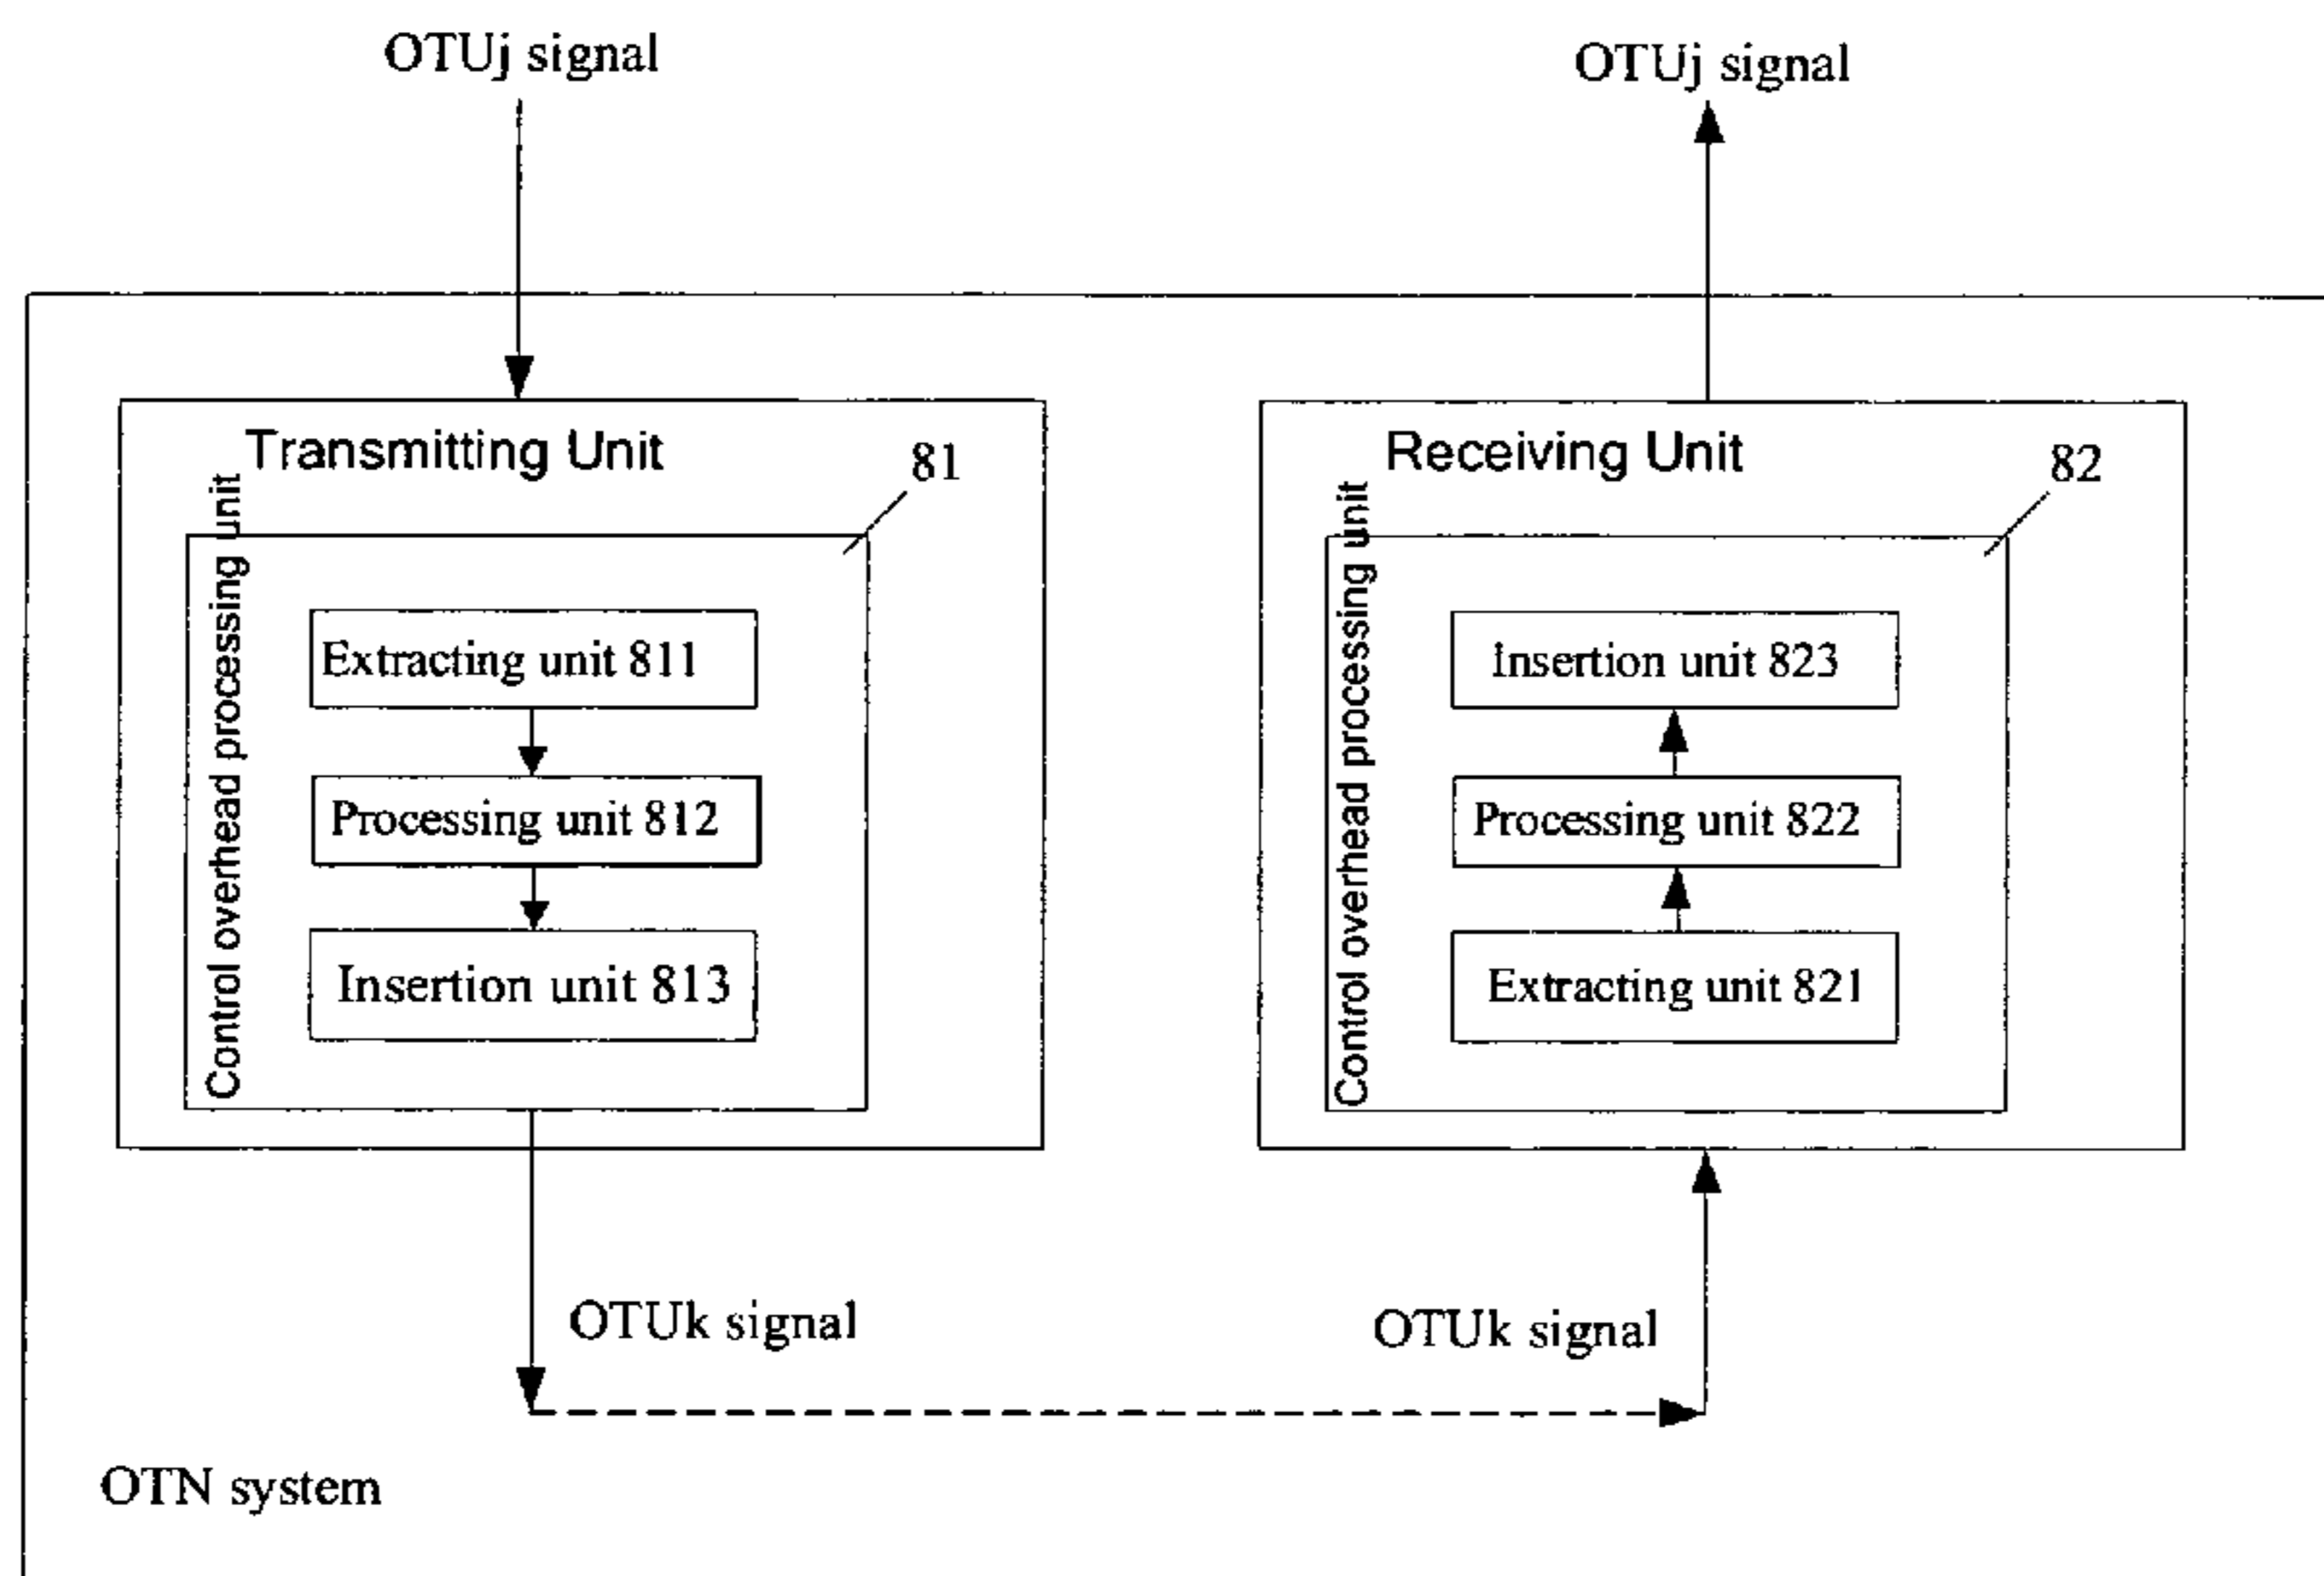 OTUj signal
OTUj signal
Transmitting Unit
81
Control overhead processing unit
Extracting unit 811
Processing unit 812
Insertion unit 813
Receiving Unit
82
Control overhead processing unit
Insertion unit 823
Processing unit 822
Extracting unit 821
OTUk signal
OTUk signal
OTN system